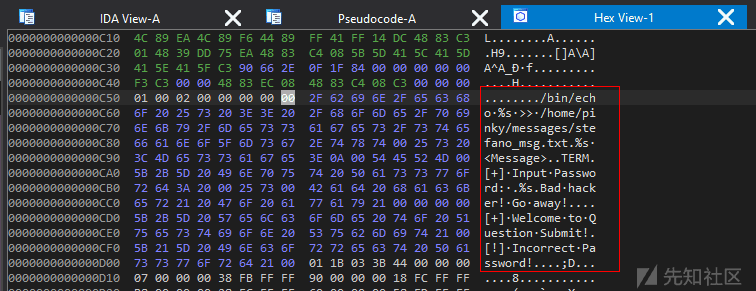 IDA View-A
Pseudocode-A
Hex View-1
0000000000000C10 4C 89 EA 4C 89 F6 44 89 FF 41 FF 14 DC 48 83 C3 L.......A......
0000000000000C20 01 48 39 DD 75 EA 48 83 C4 08 5B 5D 41 5C 41 5D .H9......[]A\A]
0000000000000C30 41 5E 41 5F C3 90 66 2E 0F 1F 84 00 00 00 00 00 A^A_Ð·f.........
0000000000000C40 F3 C3 00 00 48 83 EC 08 48 83 C4 08 C3 00 00 00 ....H...........
0000000000000C50 01 00 02 00 00 00 00 00 2F 62 69 6E 2F 65 63 68 ......../bin/ech
0000000000000C60 6F 20 25 73 20 3E 3E 20 2F 68 6F 6D 65 2F 70 69 o·%s·>>·/home/pi
0000000000000C70 6E 6B 79 2F 6D 65 73 73 61 67 65 73 2F 73 74 65 nky/messages/ste
0000000000000C80 66 61 6E 6F 5F 6D 73 67 2E 74 78 74 00 25 73 20 fano_msg.txt.%s·
0000000000000C90 3C 4D 65 73 73 61 67 65 3E 0A 00 54 45 52 4D 00 <Message>..TERM.
0000000000000CA0 5B 2B 5D 20 49 6E 70 75 74 20 50 61 73 73 77 6F [+]·Input·Passwo
0000000000000CB0 72 64 3A 20 00 25 73 00 42 61 64 20 68 61 63 6B rd:·.%s.Bad·hack
0000000000000CC0 65 72 21 20 47 6F 20 61 77 61 79 21 00 00 00 00 er!·Go·away!....
0000000000000CD0 5B 2B 5D 20 57 65 6C 63 6F 6D 65 20 74 6F 20 51 [+]·Welcome·to·Q
0000000000000CE0 75 65 73 74 69 6F 6E 20 53 75 62 6D 69 74 21 00 uestion·Submit!.
0000000000000CF0 5B 21 5D 20 49 6E 63 6F 72 72 65 63 74 20 50 61 [!]·Incorrect·Pa
0000000000000D00 73 73 77 6F 72 64 21 00 01 1B 03 3B 44 00 00 00 ssword!....;D...
0000000000000D10 07 00 00 00 38 FB FF FF 90 00 00 00 18 FC FF FF ....8...........
先知社区